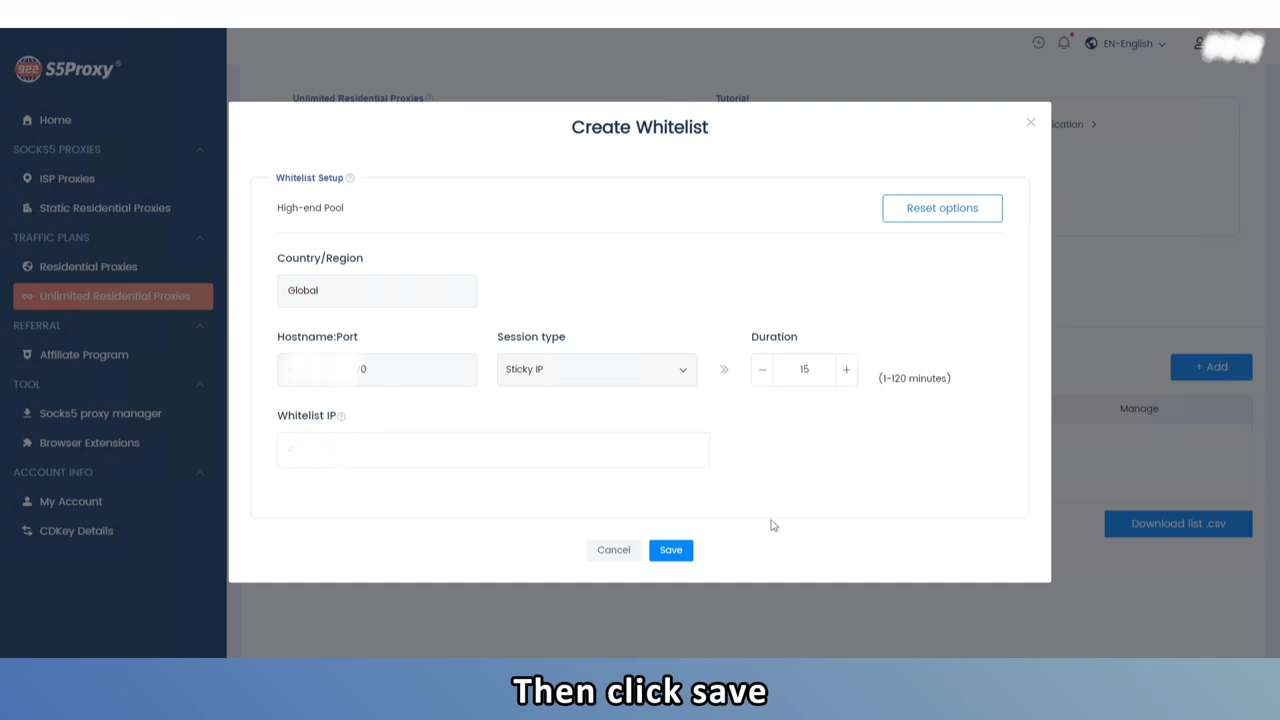 922 S5Proxy®
EN-English
Home
SOCKS5 PROXIES
ISP Proxies
Static Residential Proxies
TRAFFIC PLANS
Residential Proxies
Unlimited Residential Proxies
REFERRAL
Affiliate Program
TOOL
Socks5 proxy manager
Browser Extensions
ACCOUNT INFO
My Account
CDKey Details
Unlimited Residential Proxies
Tutorial
ication
Create Whitelist
Whitelist Setup
High-end Pool
Reset options
Country/Region
Global
Hostname:Port
Session type
Duration
0
Sticky IP
15
(1-120 minutes)
Whitelist IP
Cancel
Save
+ Add
Manage
Download list .csv
Then click save